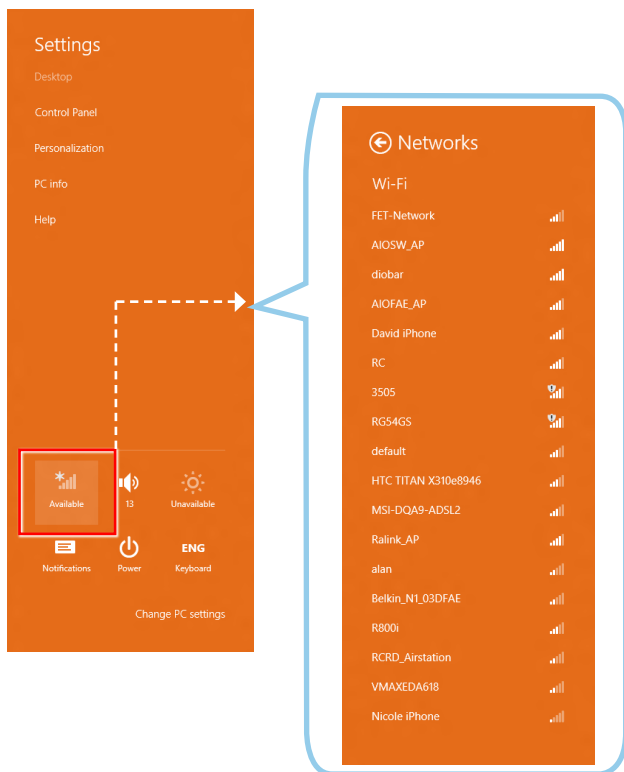 Settings
Desktop
Control Panel
Personalization
PC info
Help
Available
13
Unavailable
Notifications
Power
ENG
Keyboard
Change PC settings
Networks
Wi-Fi
FET-Network
AIOSW_AP
diobar
AIOFAE_AP
David iPhone
RC
3505
RG54GS
default
HTC TITAN X310e8946
MSI-DQA9-ADSL2
Ralink_AP
alan
Belkin_N1_03DFAE
R800i
RCRD_Airstation
VMAXEDA618
Nicole iPhone